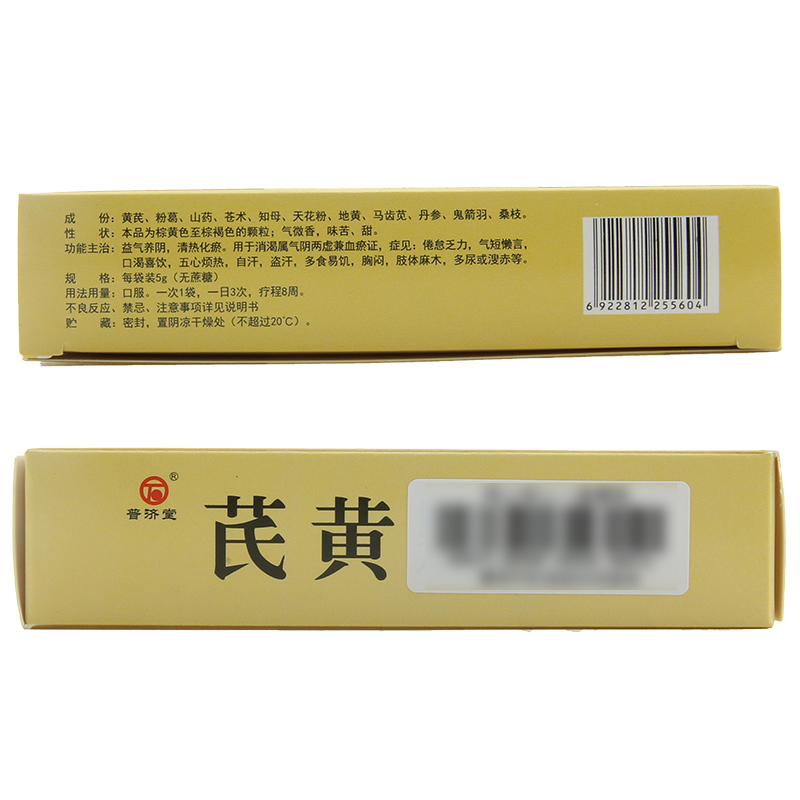 成 份：黄芪、粉葛、山药、苍术、知母、天花粉、地黄、马齿苋、丹参、鬼箭羽、桑枝。
性 状：本品为棕黄色至棕褐色的颗粒；气微香，味苦、甜。
功能主治：益气养阴，清热化瘀。用于消渴属气阴两虚兼血瘀证，症见：倦怠乏力，气短懒言，
口渴喜饮，五心烦热，自汗，盗汗，多食易饥，胸闷，肢体麻木，多尿或溲赤等。
规 格：每袋装5g（无蔗糖）
用法用量：口服。一次1袋，一日3次，疗程8周。
不良反应、禁忌、注意事项详见说明书
贮 藏：密封，置阴凉干燥处（不超过20℃）。
6 922812 255604
®
普济堂
芪黄